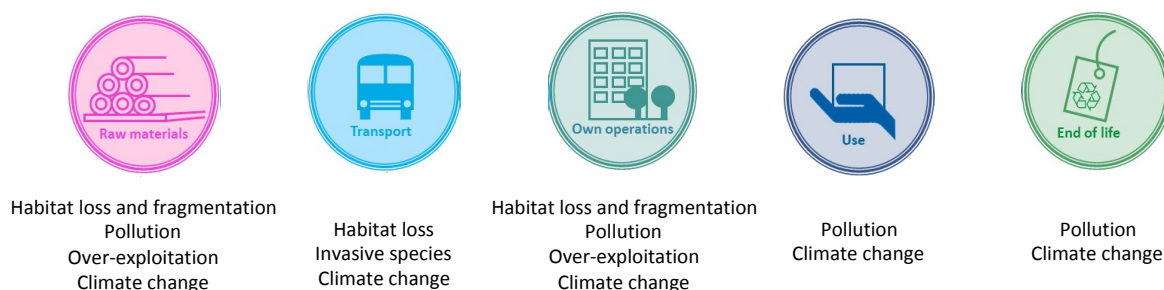 Raw materials
Transport
Own operations
Use
End of life
Habitat loss and fragmentation
Pollution
Over-exploitation
Climate change
Habitat loss
Invasive species
Climate change
Habitat loss and fragmentation
Pollution
Over-exploitation
Climate change
Pollution
Climate change
Pollution
Climate change